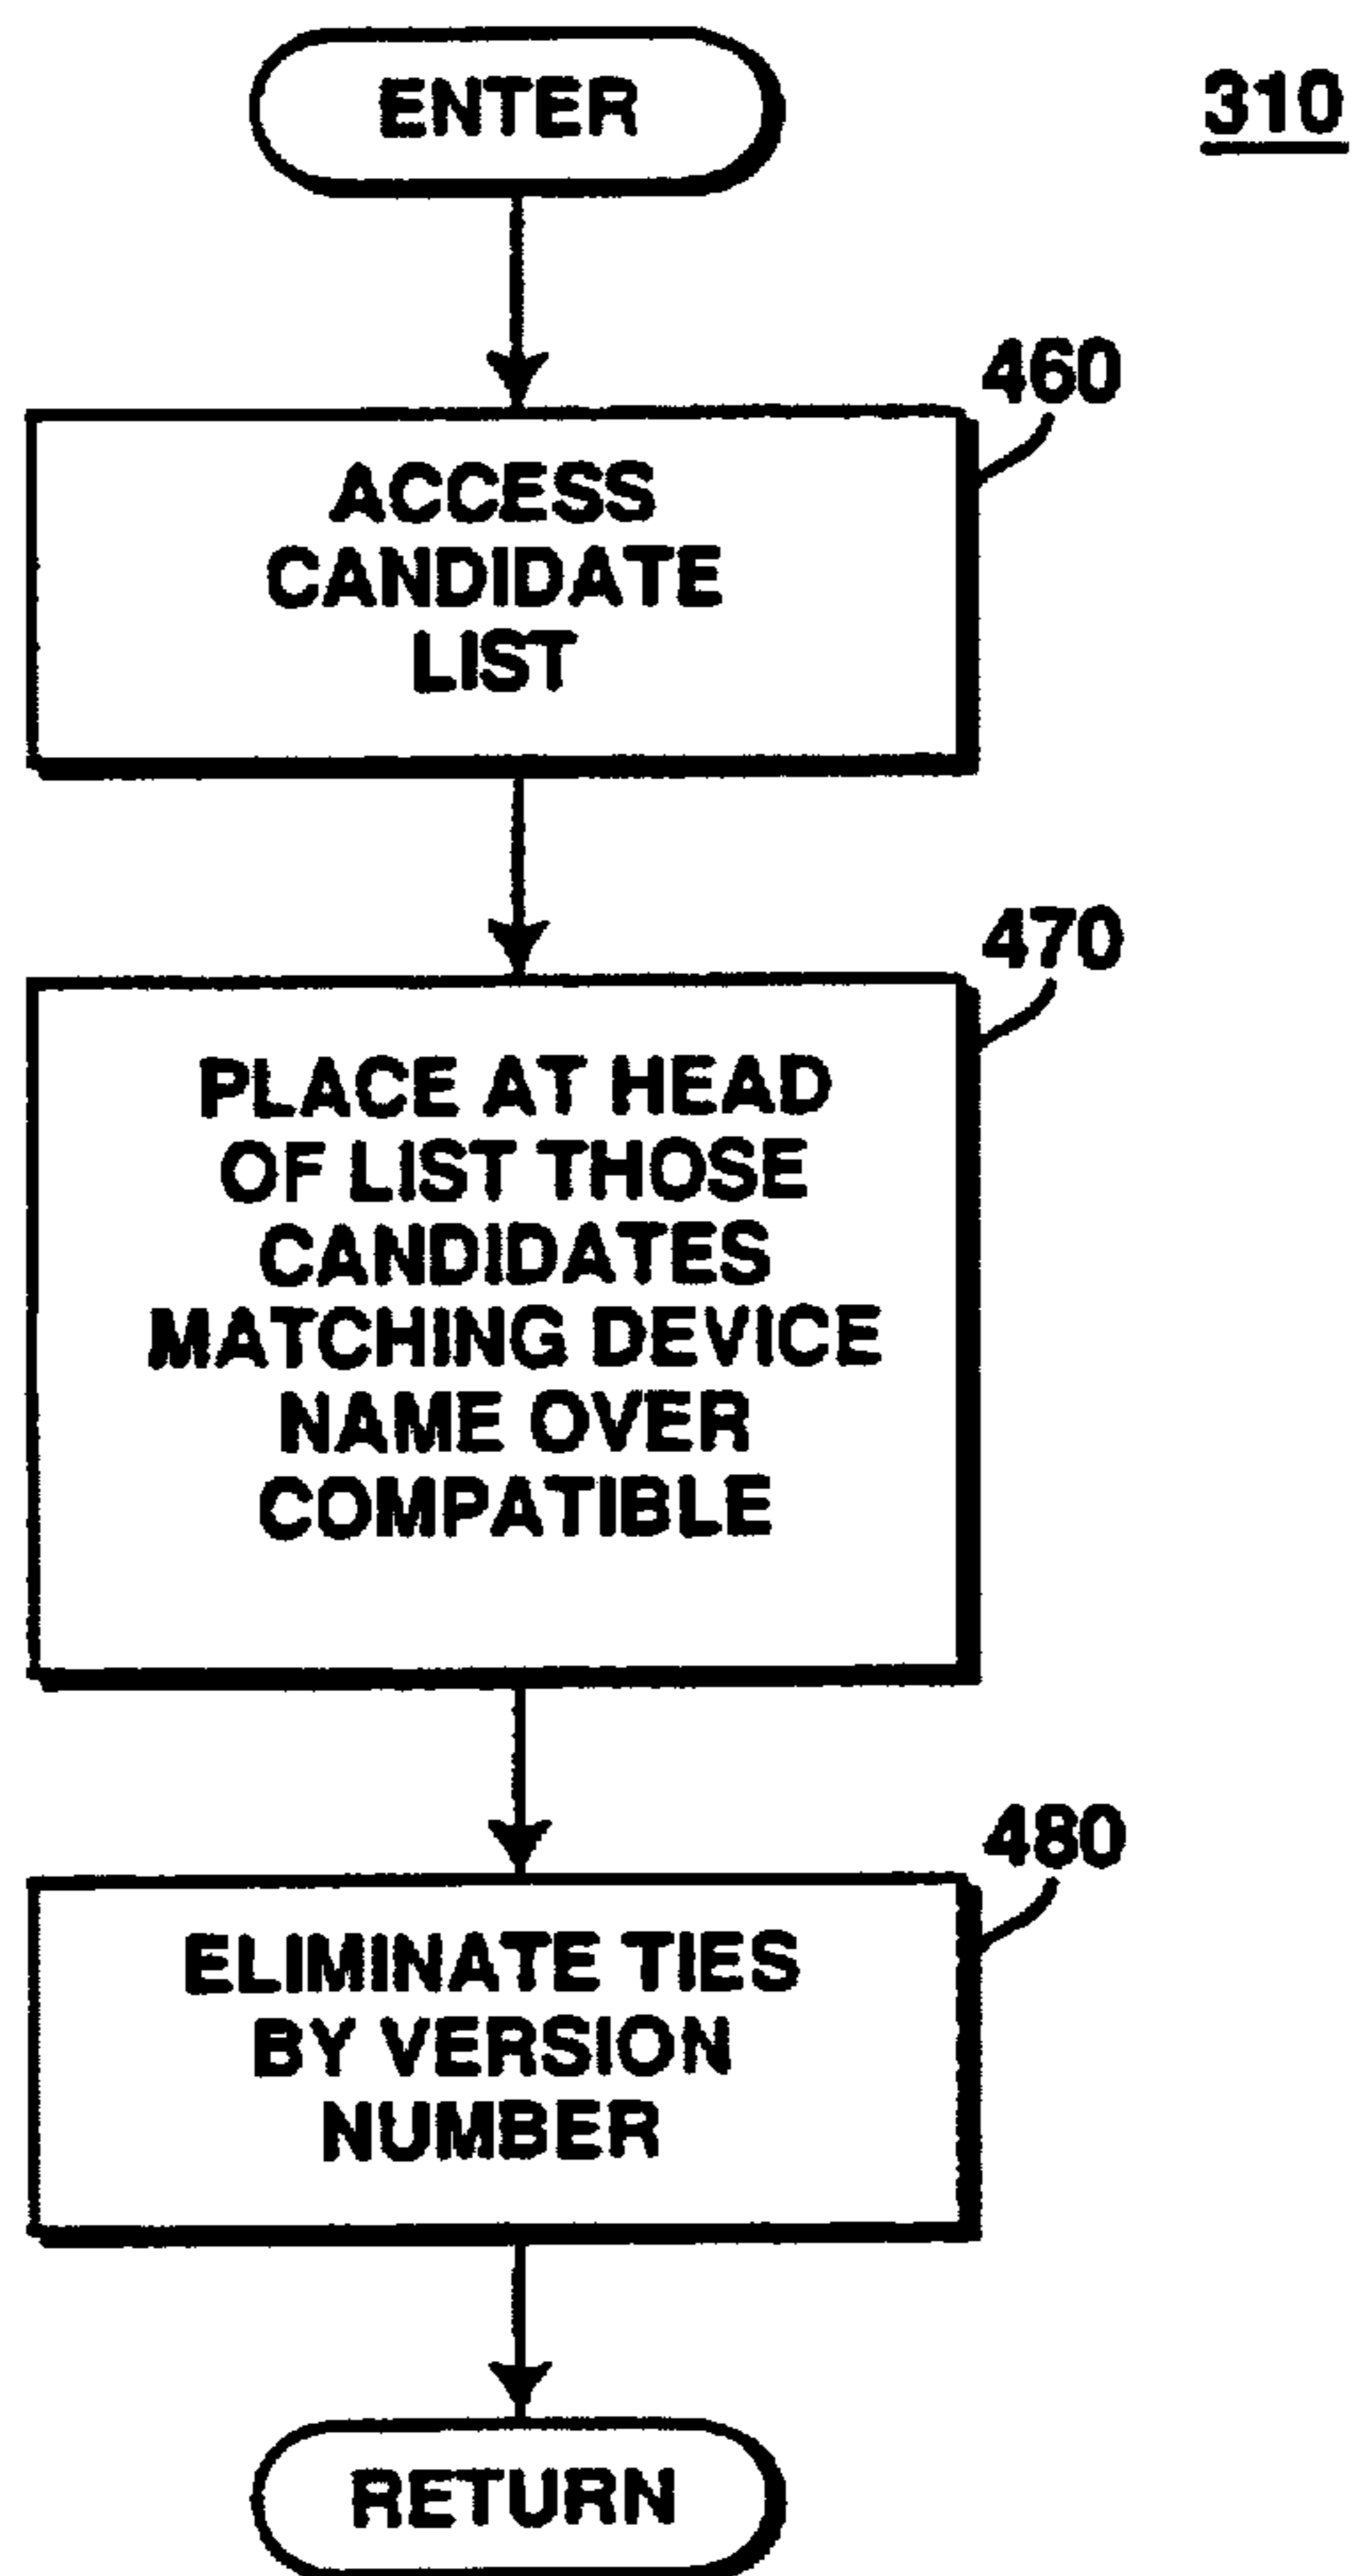 ENTER
310
460
ACCESS
CANDIDATE
LIST
470
PLACE AT HEAD
OF LIST THOSE
CANDIDATES
MATCHING DEVICE
NAME OVER
COMPATIBLE
480
ELIMINATE TIES
BY VERSION
NUMBER
RETURN